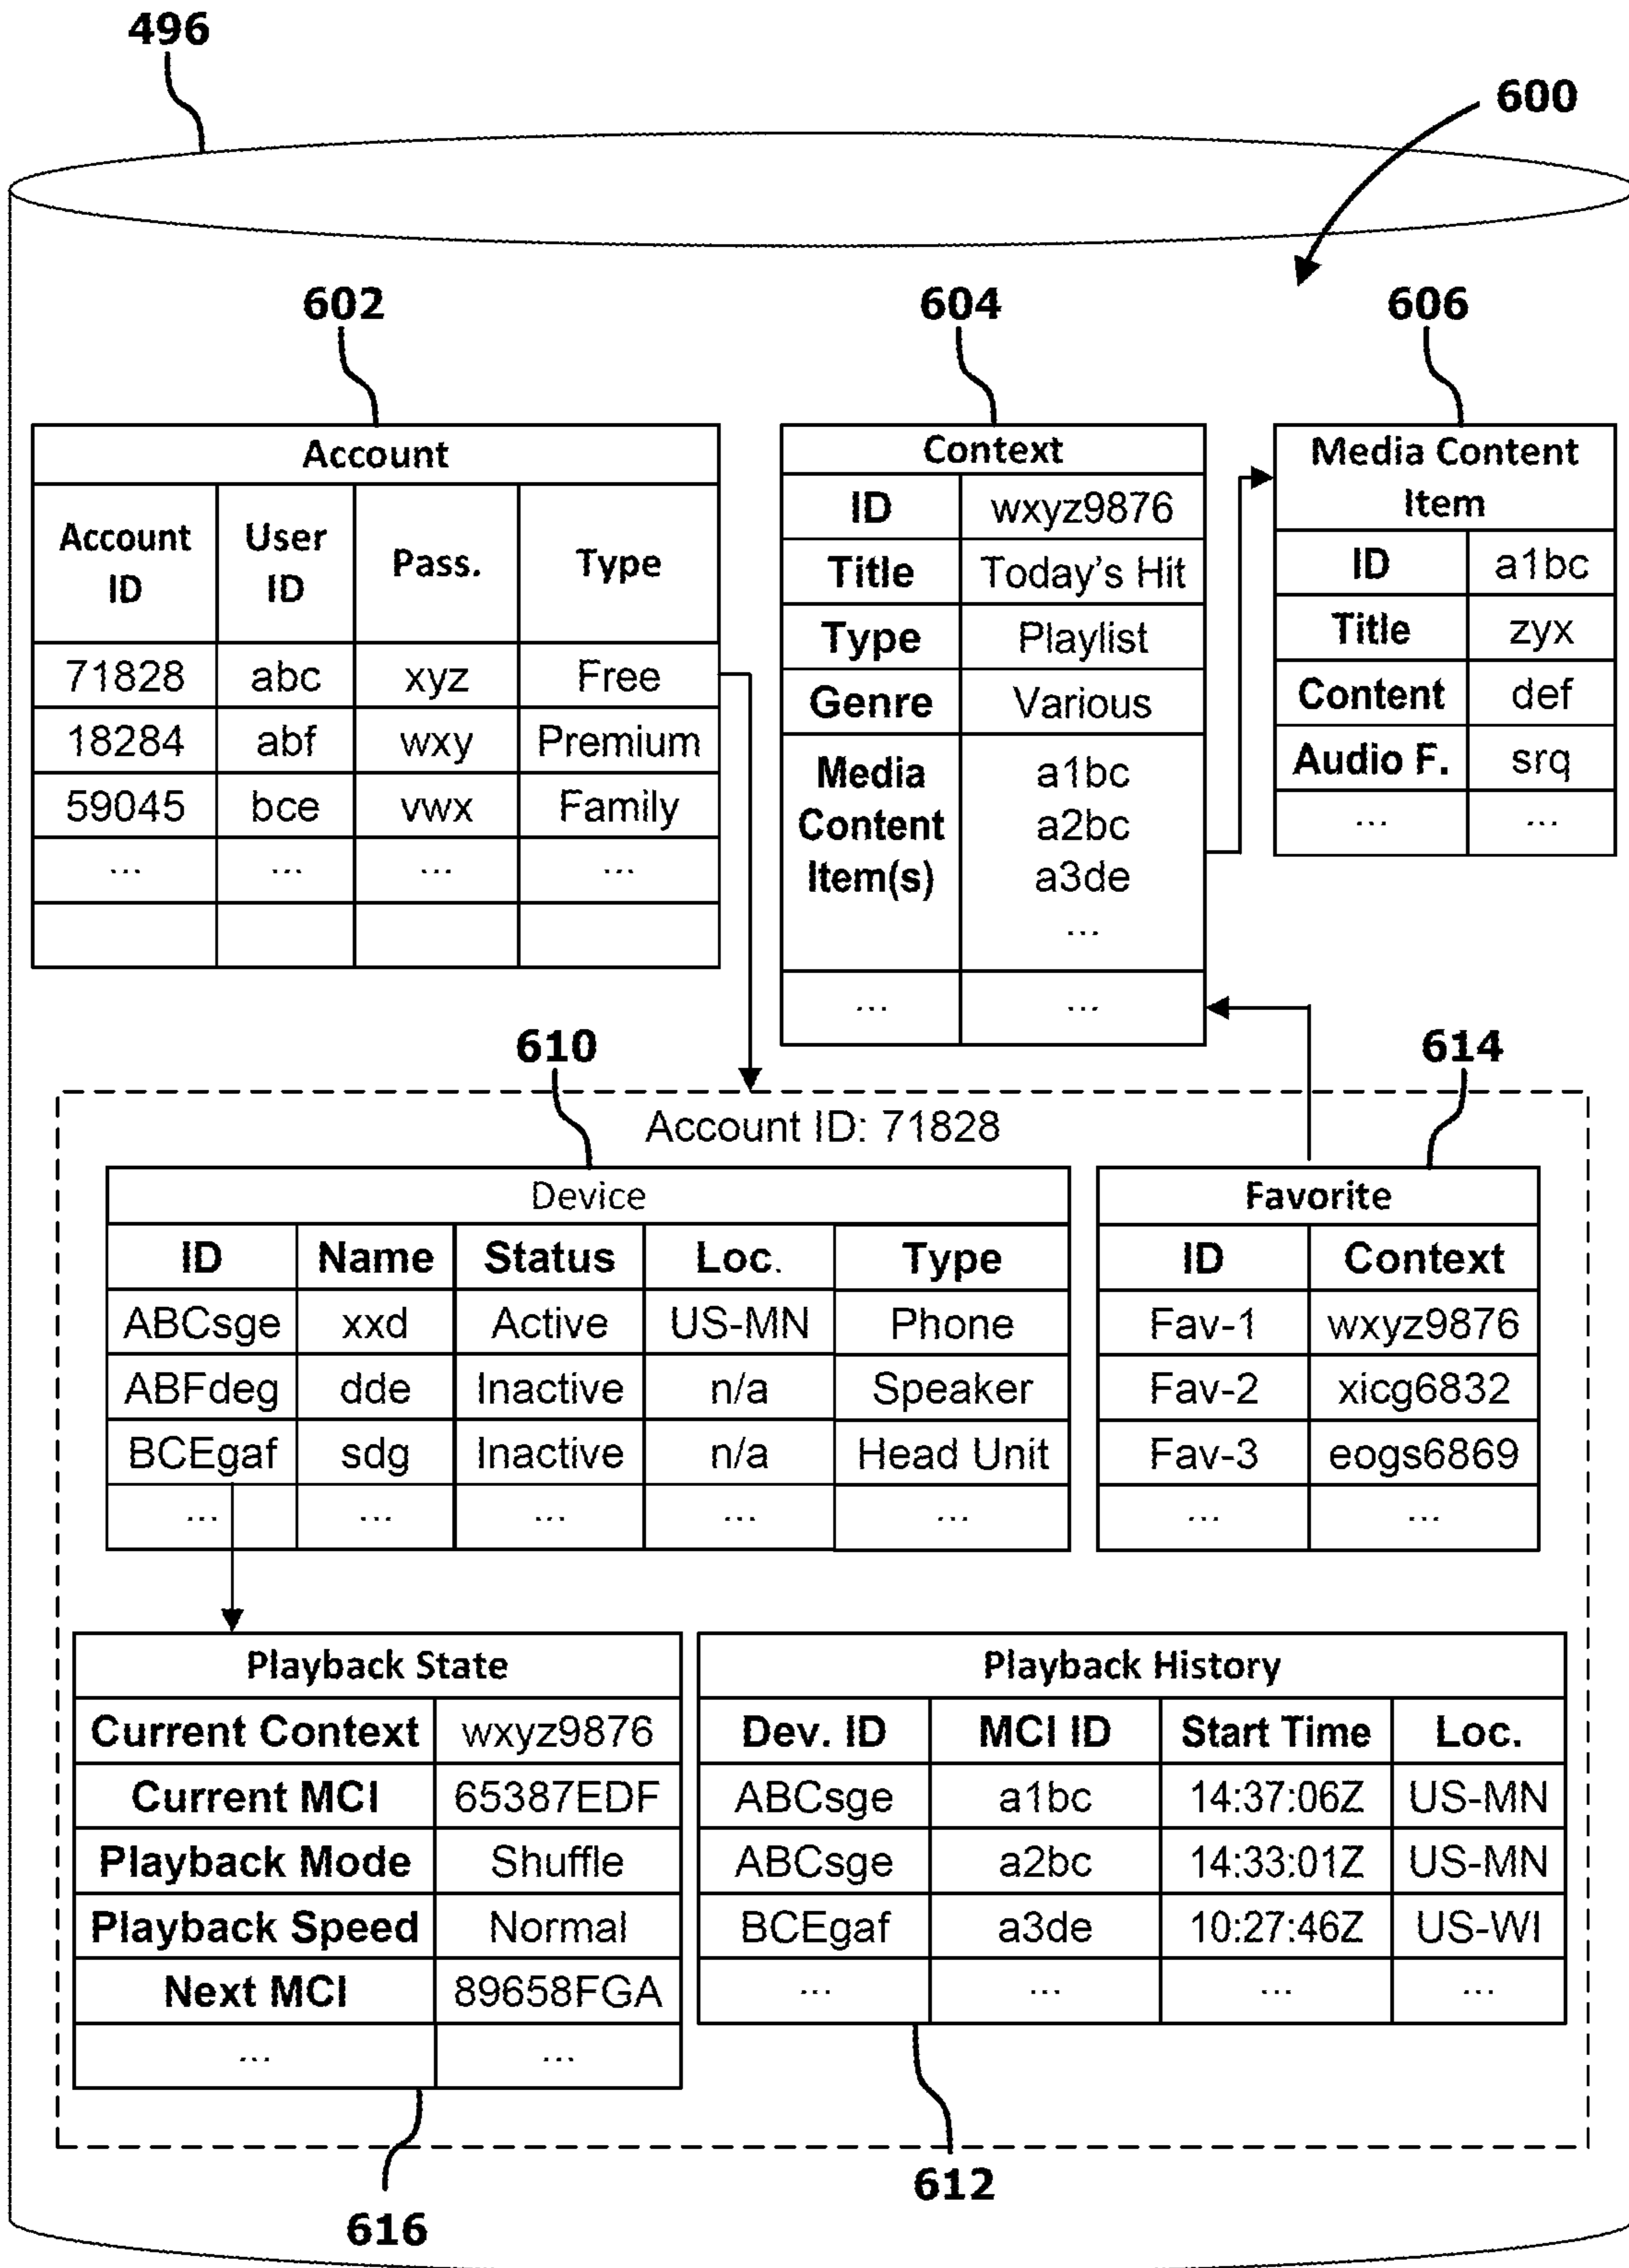 496
600
602
604
606
Account
Account ID User ID Pass. Type
71828 abc xyz Free
18284 abf wxy Premium
59045 bce vwx Family
... ... ... ...
Context
ID wxyz9876
Title Today's Hit
Type Playlist
Genre Various
Media a1bc
Content a2bc
Item(s) a3de
...
... ...
Media Content
Item
ID a1bc
Title zyx
Content def
Audio F. srq
... ...
610
614
Account ID: 71828
Device
ID Name Status Loc. Type
ABCsge xxd Active US-MN Phone
ABFdeg dde Inactive n/a Speaker
BCEgaf sdg Inactive n/a Head Unit
... ... ... ... ...
Favorite
ID Context
Fav-1 wxyz9876
Fav-2 xicg6832
Fav-3 eogs6869
... ...
Playback State
Current Context wxyz9876
Current MCI 65387EDF
Playback Mode Shuffle
Playback Speed Normal
Next MCI 89658FGA
... ...
Playback History
Dev. ID MCI ID Start Time Loc.
ABCsge a1bc 14:37:06Z US-MN
ABCsge a2bc 14:33:01Z US-MN
BCEgaf a3de 10:27:46Z US-WI
... ... ... ...
612
616